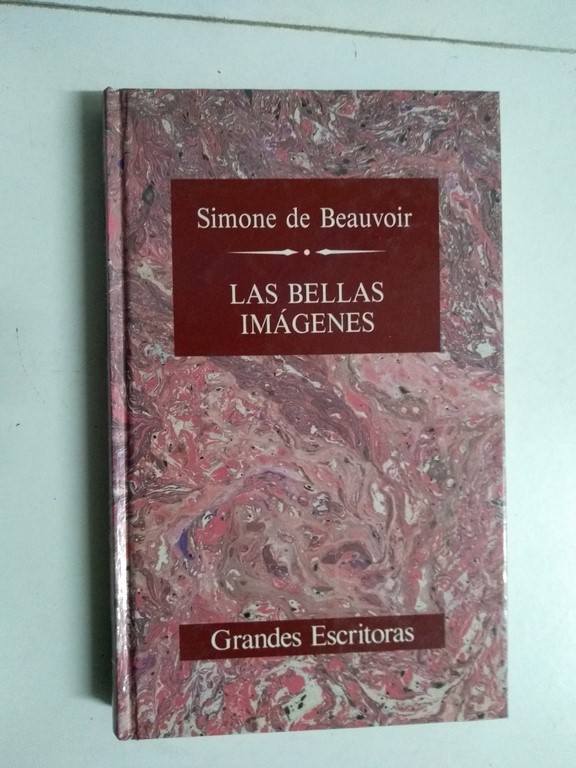 Simone de Beauvoir
LAS BELLAS
IMÁGENES
Grandes Escritoras